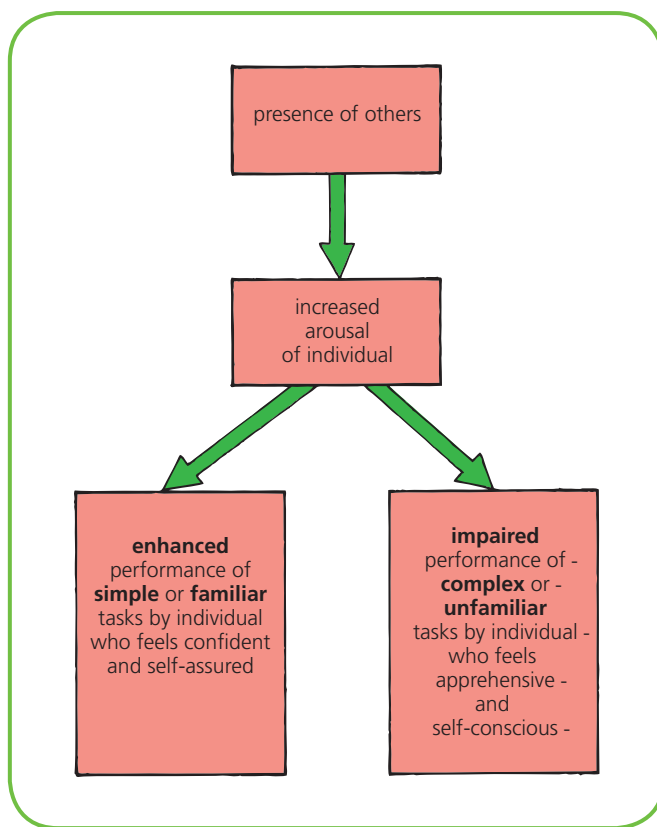 presence of others
increased
arousal
of individual
enhanced
performance of
simple or familiar
tasks by individual
who feels confident
and self-assured
impaired
performance of -
complex or -
unfamiliar
tasks by individual -
who feels
apprehensive -
and
self-conscious -